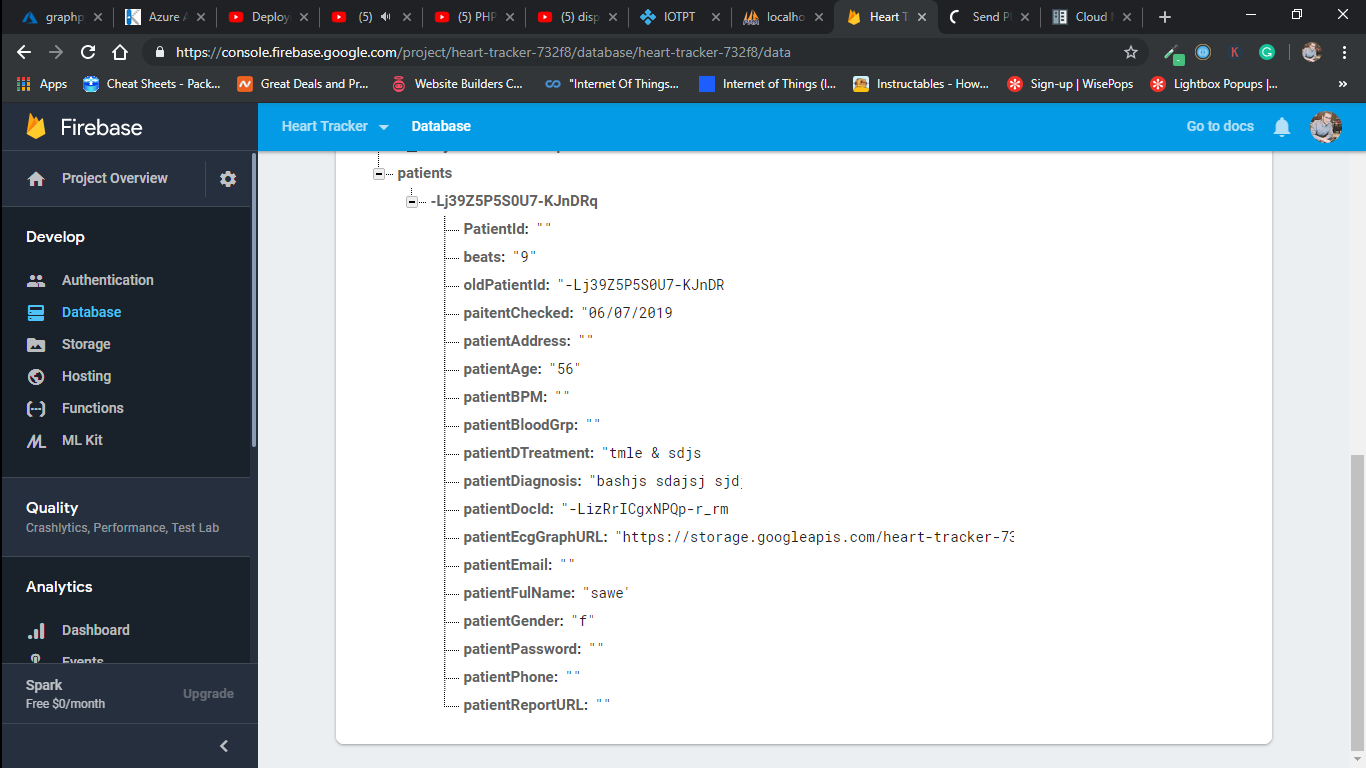 graphp
Azure A
Deploy
(5)
(5) PHP
(5) disp
IOTPT
localho
Heart T
Send P
Cloud
https://console.firebase.google.com/project/heart-tracker-732f8/database/heart-tracker-732f8/data
Apps
Cheat Sheets - Pack...
Great Deals and Pr...
Website Builders C...
"Internet Of Things...
Internet of Things (I...
Instructables - How...
Sign-up | WisePops
Lightbox Popups |...
»
Firebase
Heart Tracker
Database
Go to docs
Project Overview
Develop
Authentication
Database
Storage
Hosting
Functions
ML Kit
Quality
Crashlytics, Performance, Test Lab
Analytics
Dashboard
Events
Spark
Free $0/month
Upgrade
patients
-Lj39Z5P5S0U7-KJnDRq
PatientId: ""
beats: "9"
oldPatientId: "-Lj39Z5P5S0U7-KJnDR
paitentChecked: "06/07/2019
patientAddress: ""
patientAge: "56"
patientBPM: ""
patientBloodGrp: ""
patientDTreatment: "tmle & sdjs
patientDiagnosis: "bashjs sdajsj sjd
patientDocId: "-LizRrICgxNPQp-r_rm
patientEcgGraphURL: "https://storage.googleapis.com/heart-tracker-73
patientEmail: ""
patientFulName: "sawe'
patientGender: "f"
patientPassword: ""
patientPhone: ""
patientReportURL: ""